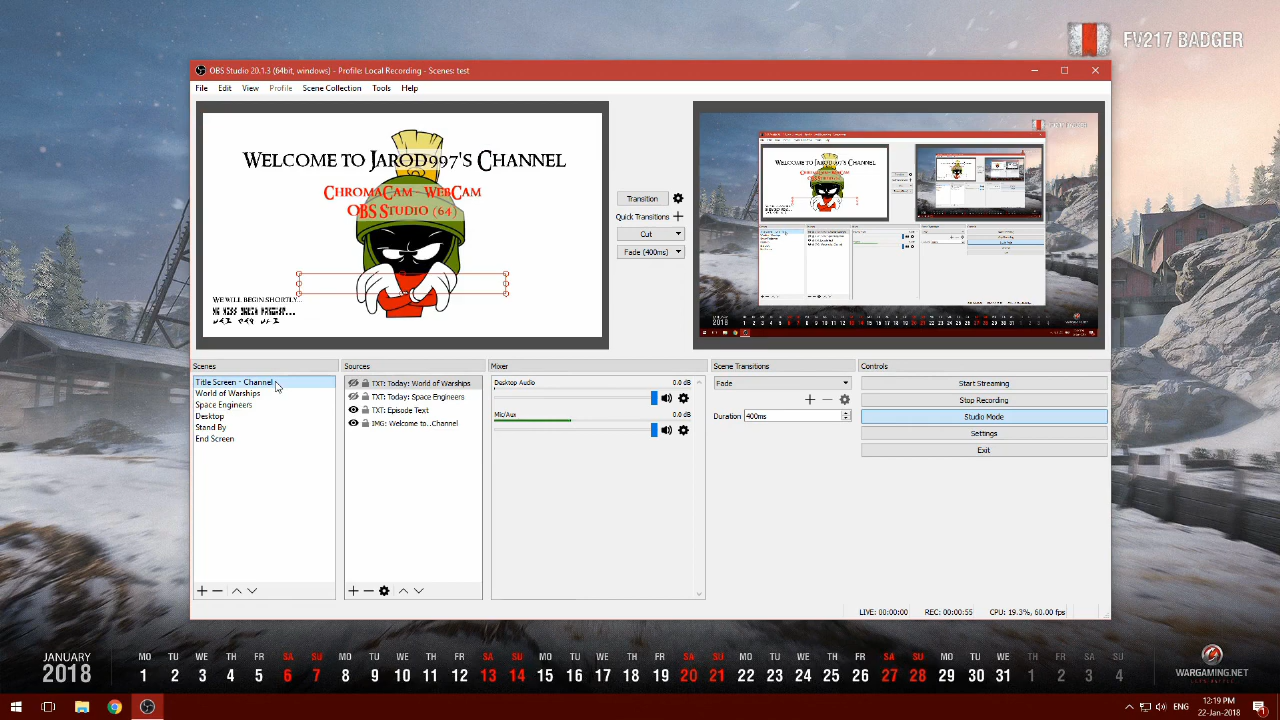 FV217 BADGER
OBS Studio 20.1.3 (64bit, windows) - Profile: Local Recording - Scenes: test
File Edit View Profile Scene Collection Tools Help
WELCOME TO JAROD997'S CHANNEL
CHROMACAM - WEBCAM
OBS STUDIO (64)
WE WILL BEGIN SHORTLY...
Transition
Quick Transitions
Cut
Fade (400ms)
WELCOME TO JAROD997'S CHANNEL
Scenes
Title Screen - Channel
World of Warships
Space Engineers
Desktop
Stand By
End Screen
Sources
TXT: Today: World of Warships
TXT: Today: Space Engineers
TXT: Episode Text
IMG: Welcome to..Channel
Mixer
Desktop Audio 0.0 dB
Mic/Aux 0.0 dB
Scene Transitions
Fade
Duration 400ms
Controls
Start Streaming
Stop Recording
Studio Mode
Settings
Exit
LIVE: 00:00:00 REC: 00:00:55 CPU: 19.3%, 60.00 fps
JANUARY
2018
MO TU WE TH FR SA SU MO TU WE TH FR SA SU MO TU WE TH FR SA SU MO TU WE TH FR SA SU MO TU WE TH FR SA SU
1 2 3 4 5 6 7 8 9 10 11 12 13 14 15 16 17 18 19 20 21 22 23 24 25 26 27 28 29 30 31 1 2 3 4
WARGAMING.NET
ENG
12:19 PM
22-Jan-2018
1